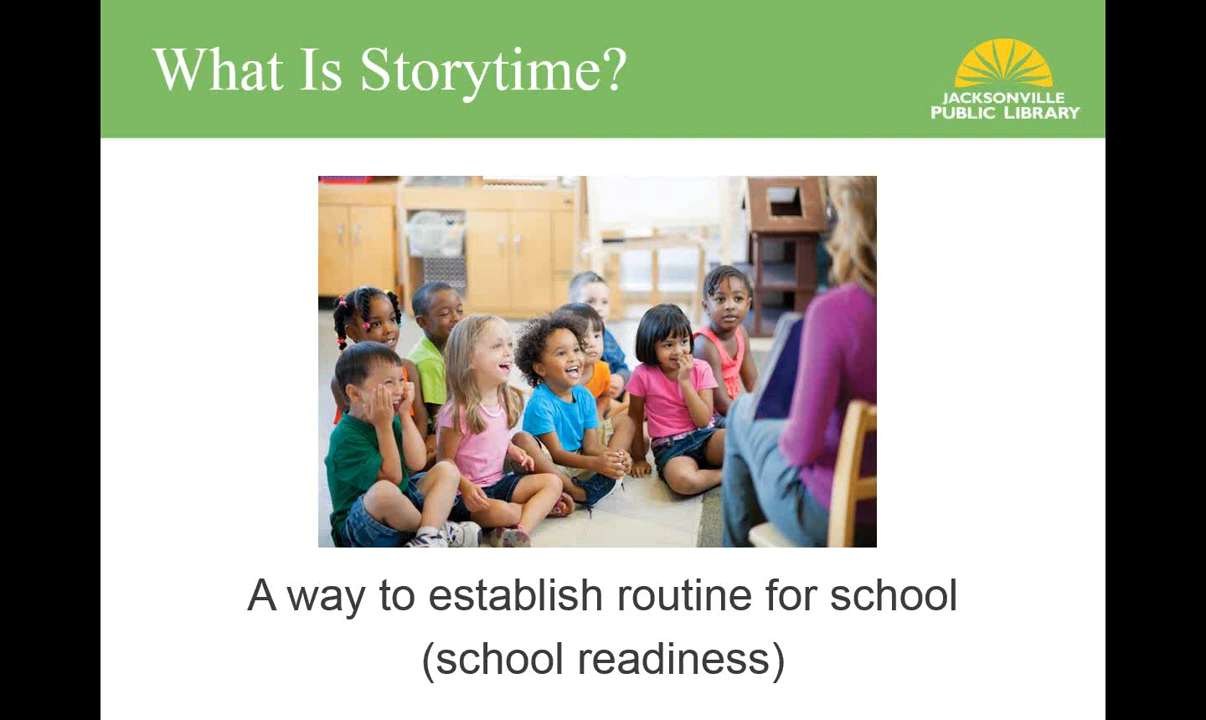 What Is Storytime?
JACKSONVILLE
PUBLIC LIBRARY
A way to establish routine for school
(school readiness)